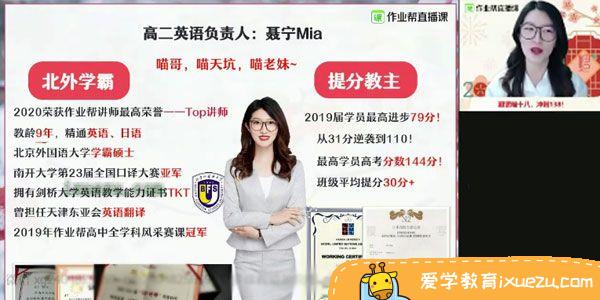 高二英语负责人：聂宁Mia
作业帮直播课
喵哥，喵天坑，喵老妹~
北外学霸
提分教主
2020荣获作业帮讲师最高荣誉——Top讲师
教龄9年，精通英语、日语
北京外国语大学学霸硕士
南开大学第23届全国口译大赛亚军
拥有剑桥大学英语教学能力证书TKT
曾担任天津东亚会英语翻译
2019年作业帮高中全学科风采赛课冠军
BFSU
2019届学员最高进步79分！
从31分逆袭到110！
最高学员高考分数144分！
班级平均提分30分+
WORKING CERTIFICATE
作业帮直播课
爱学教育ixuezu.com